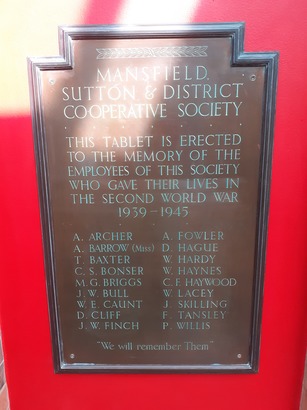 MANSFIELD,
SUTTON & DISTRICT
CO-OPERATIVE SOCIETY
THIS TABLET IS ERECTED
TO THE MEMORY OF THE
EMPLOYEES OF THIS SOCIETY
WHO GAVE THEIR LIVES IN
THE SECOND WORLD WAR
1939-1945
A. ARCHER
A. BARROW (Miss)
T. BAXTER
C. S. BONSER
M. G. BRIGGS
J. W. BULL
W. E. CAUNT
D. CLIFF
J. W. FINCH
A. FOWLER
D. HAGUE
W. HARDY
W. HAYNES
C. F. HAYWOOD
W. LACEY
J. SKILLING
F. TANSLEY
P. WILLIS
"We will remember Them"